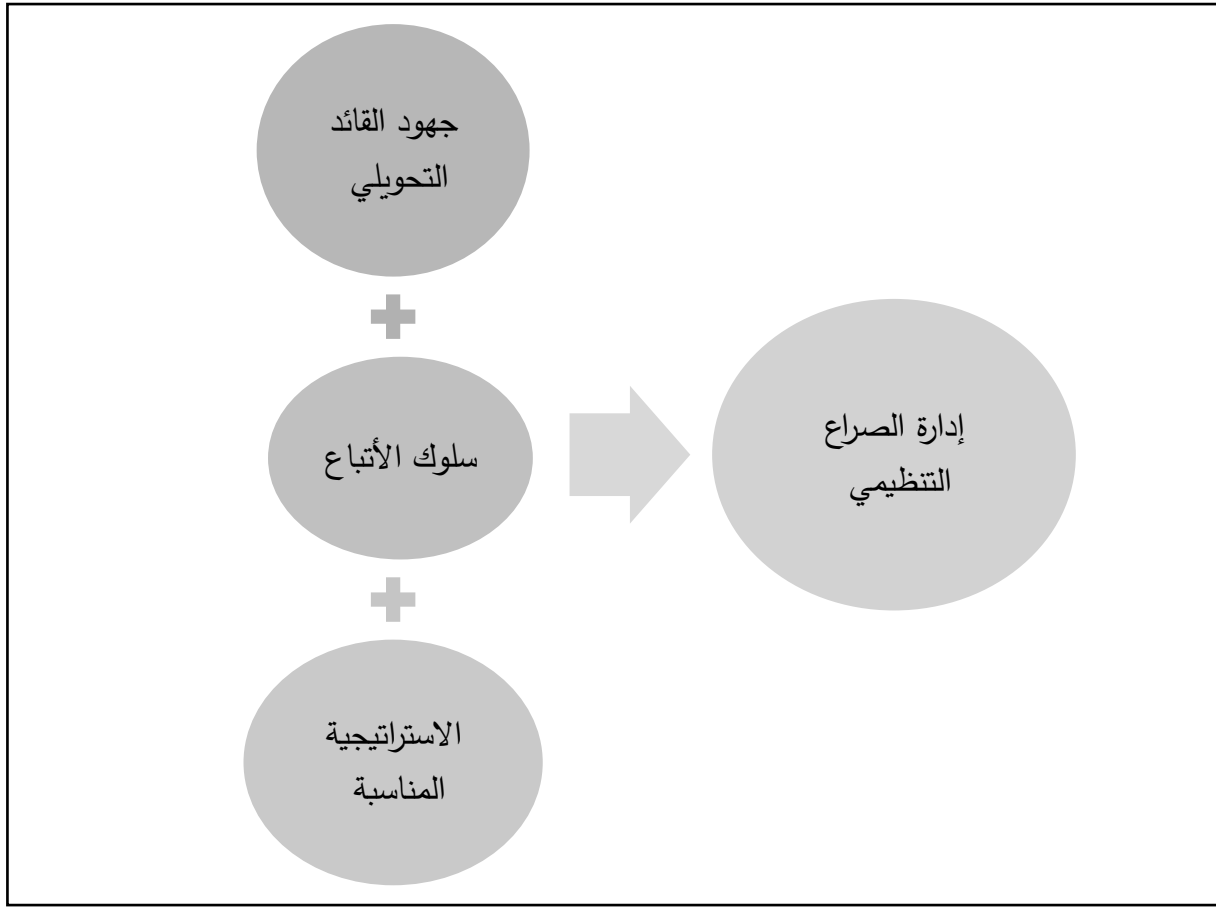 جهود القائد
التحويلي
سلوك الأتباع
الاستراتيجية
المناسبة
إدارة الصراع
التنظيمي